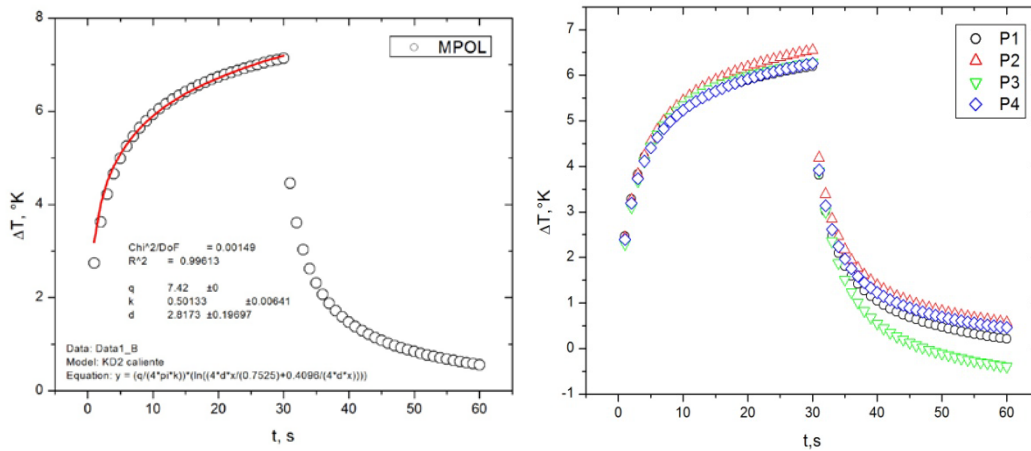 8
6
4
2
0
ΔT, °K
MPOL
Chi^2/DoF = 0.00149
R^2 = 0.99613
q 7.42 ±0
k 0.50133 ±0.00641
d 2.8173 ±0.19697
Data: Data1_B
Model: KD2 caliente
Equation: y = (q/(4*pi*k))*(ln((4*d*x/(0.7525)+0.4096/(4*d*x))))
0 10 20 30 40 50 60
t, s
7
6
5
4
3
2
1
0
-1
ΔT, °K
P1
P2
P3
P4
0 10 20 30 40 50 60
t,s